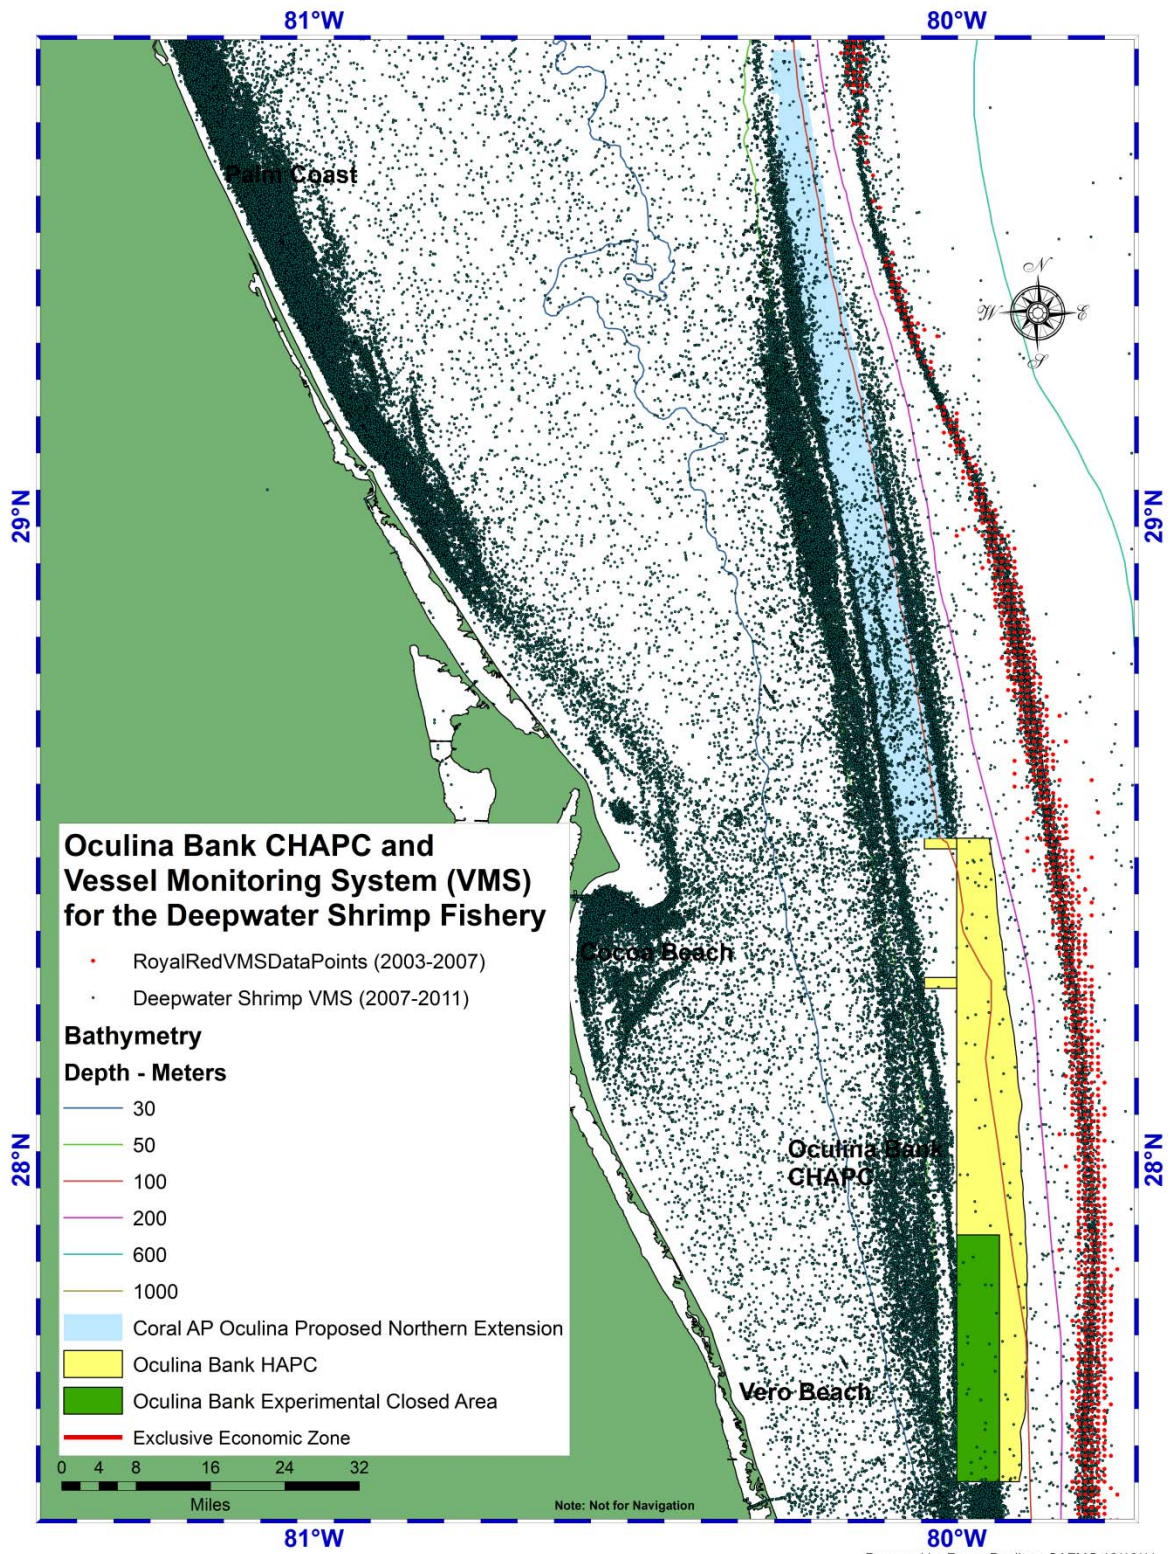 81°W
80°W
Palm Coast
N
W
E
S
29°N
29°N
Oculina Bank CHAPC and
Vessel Monitoring System (VMS)
for the Deepwater Shrimp Fishery
RoyalRedVMSDataPoints (2003-2007)
Deepwater Shrimp VMS (2007-2011)
Bathymetry
Depth - Meters
30
50
100
200
600
1000
Coral AP Oculina Proposed Northern Extension
Oculina Bank HAPC
Oculina Bank Experimental Closed Area
Exclusive Economic Zone
0 4 8 16 24 32
Miles
Cocoa Beach
28°N
28°N
Oculina Bank
CHAPC
Vero Beach
Note: Not for Navigation
81°W
80°W